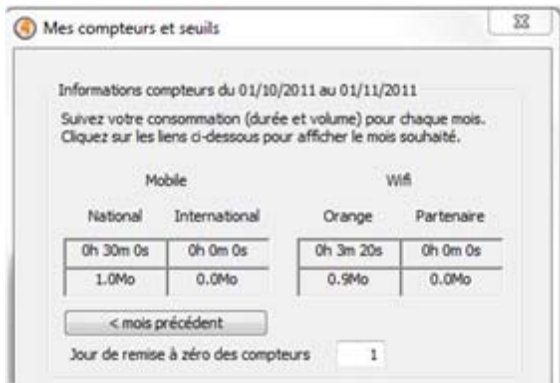 Mes compteurs et seuils
Informations compteurs du 01/10/2011 au 01/11/2011
Suivez votre consommation (durée et volume) pour chaque mois.
Cliquez sur les liens ci-dessous pour afficher le mois souhaité.
Mobile Wifi
National International Orange Partenaire
0h 30m 0s 0h 0m 0s 0h 3m 20s 0h 0m 0s
1.0Mo 0.0Mo 0.9Mo 0.0Mo
< mois précédent
Jour de remise à zéro des compteurs 1